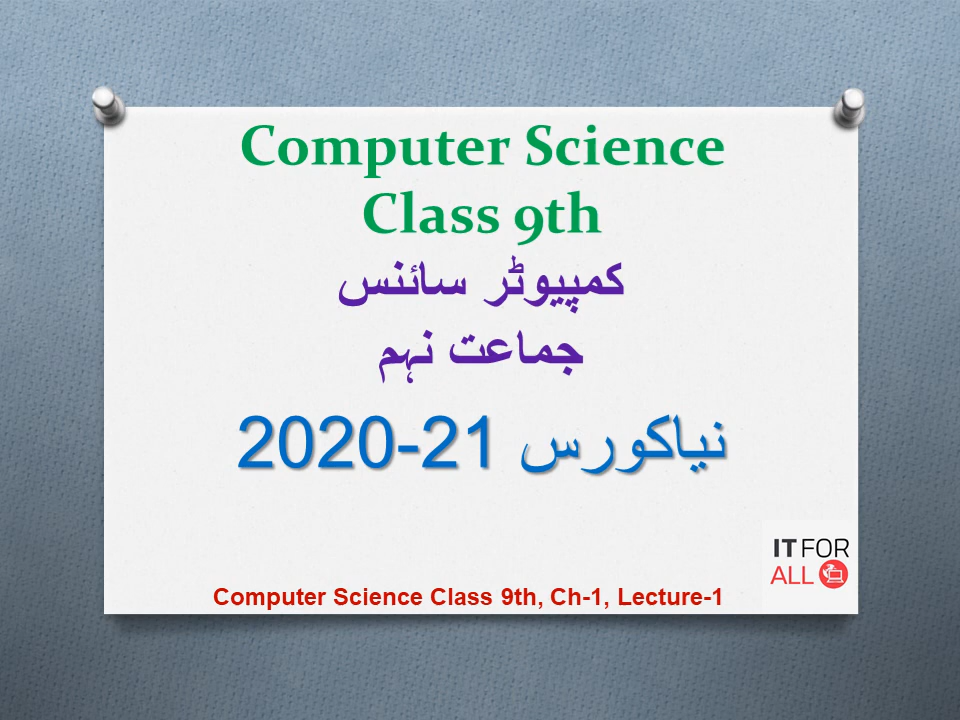 Computer Science
Class 9th
کمپیوٹر سائنس
جماعت نہم
نیاکورس 2020-21
IT FOR
ALL
Computer Science Class 9th, Ch-1, Lecture-1